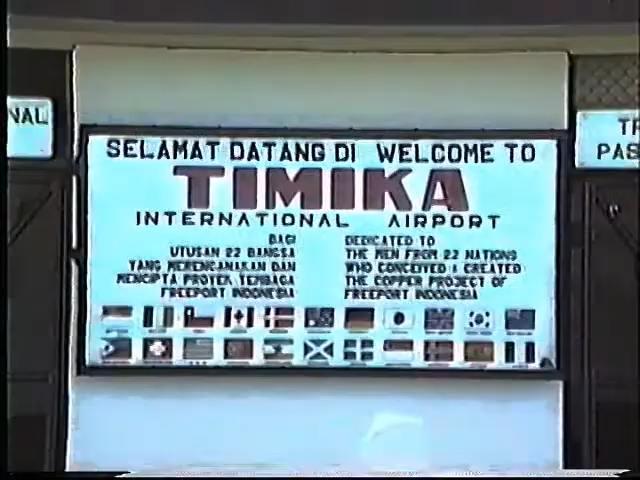 NAL
SELAMAT DATANG DI WELCOME TO
TIMIKA
INTERNATIONAL AIRPORT
BAGI
UTUSAN 22 BANGSA
YANG MERENCANAKAN DAN
MENCIPTA PROYEK TEMBAGA
FREEPORT INDONESIA
DEDICATED TO
THE MEN FROM 22 NATIONS
WHO CONCEIVED & CREATED
THE COPPER PROJECT OF
FREEPORT INDONESIA
TR
PAS